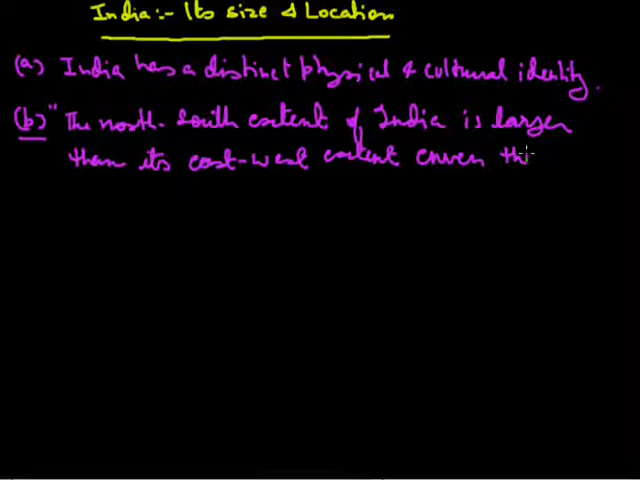 India:- Its size & Location
(a) India has a distinct physical & cultural identity.
(b) "The north-south extent of India is larger
than its east-west extent enven th